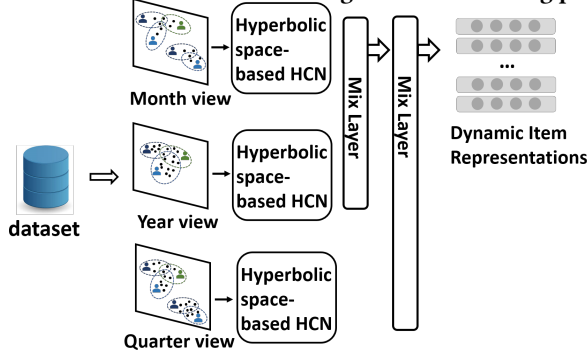 Month view
Hyperbolic
space-
based HCN
dataset
Year view
Hyperbolic
space-
based HCN
Quarter view
Hyperbolic
space-
based HCN
Mix Layer
Mix Layer
...
Dynamic Item
Representations